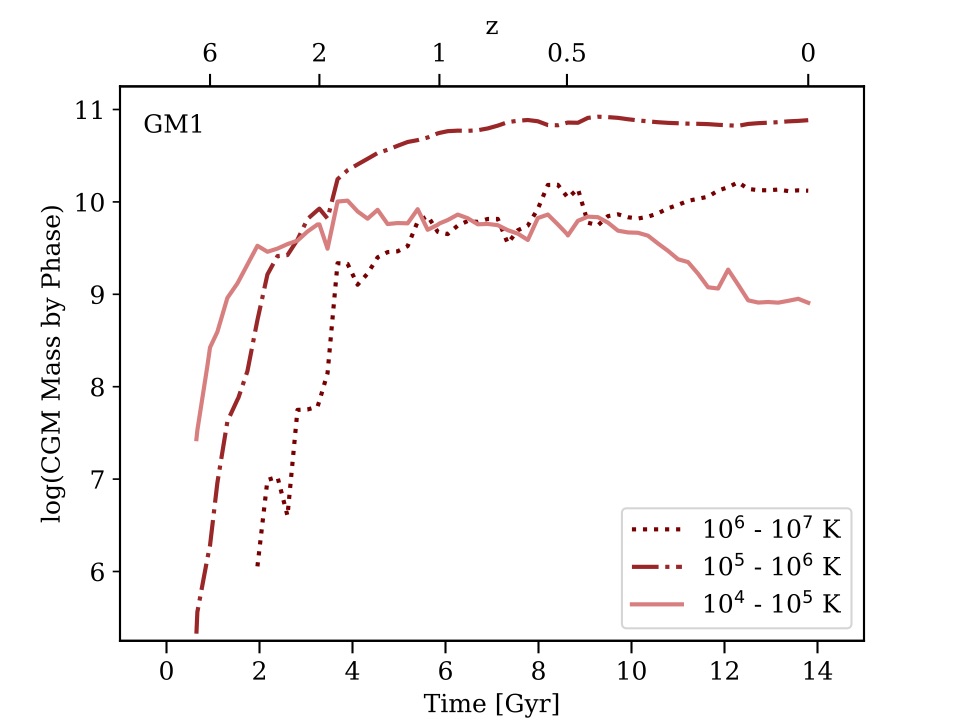 z
6 2 1 0.5 0
GM1
11
10
9
8
7
6
log(CGM Mass by Phase)
10⁶ - 10⁷ K
10⁵ - 10⁶ K
10⁴ - 10⁵ K
0 2 4 6 8 10 12 14
Time [Gyr]